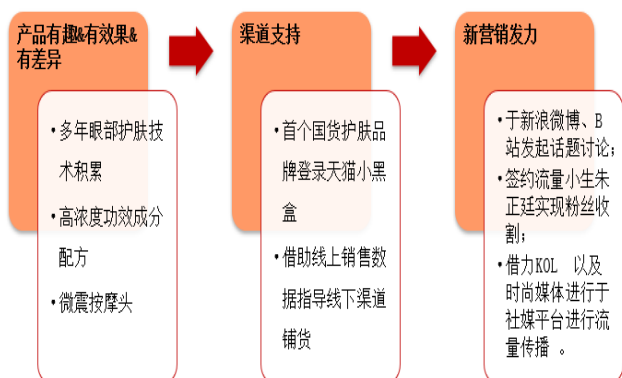 产品有趣&有效果&
有差异
•多年眼部护肤技
术积累
•高浓度功效成分
配方
•微震按摩头
渠道支持
•首个国货护肤品
牌登录天猫小黑
盒
•借助线上销售数
据指导线下渠道
铺货
新营销发力
•于新浪微博、B
站发起话题讨论;
•签约流量小生朱
正廷实现粉丝收
割;
•借力KOL 以及
时尚媒体进行于
社媒平台进行流
量传播 。